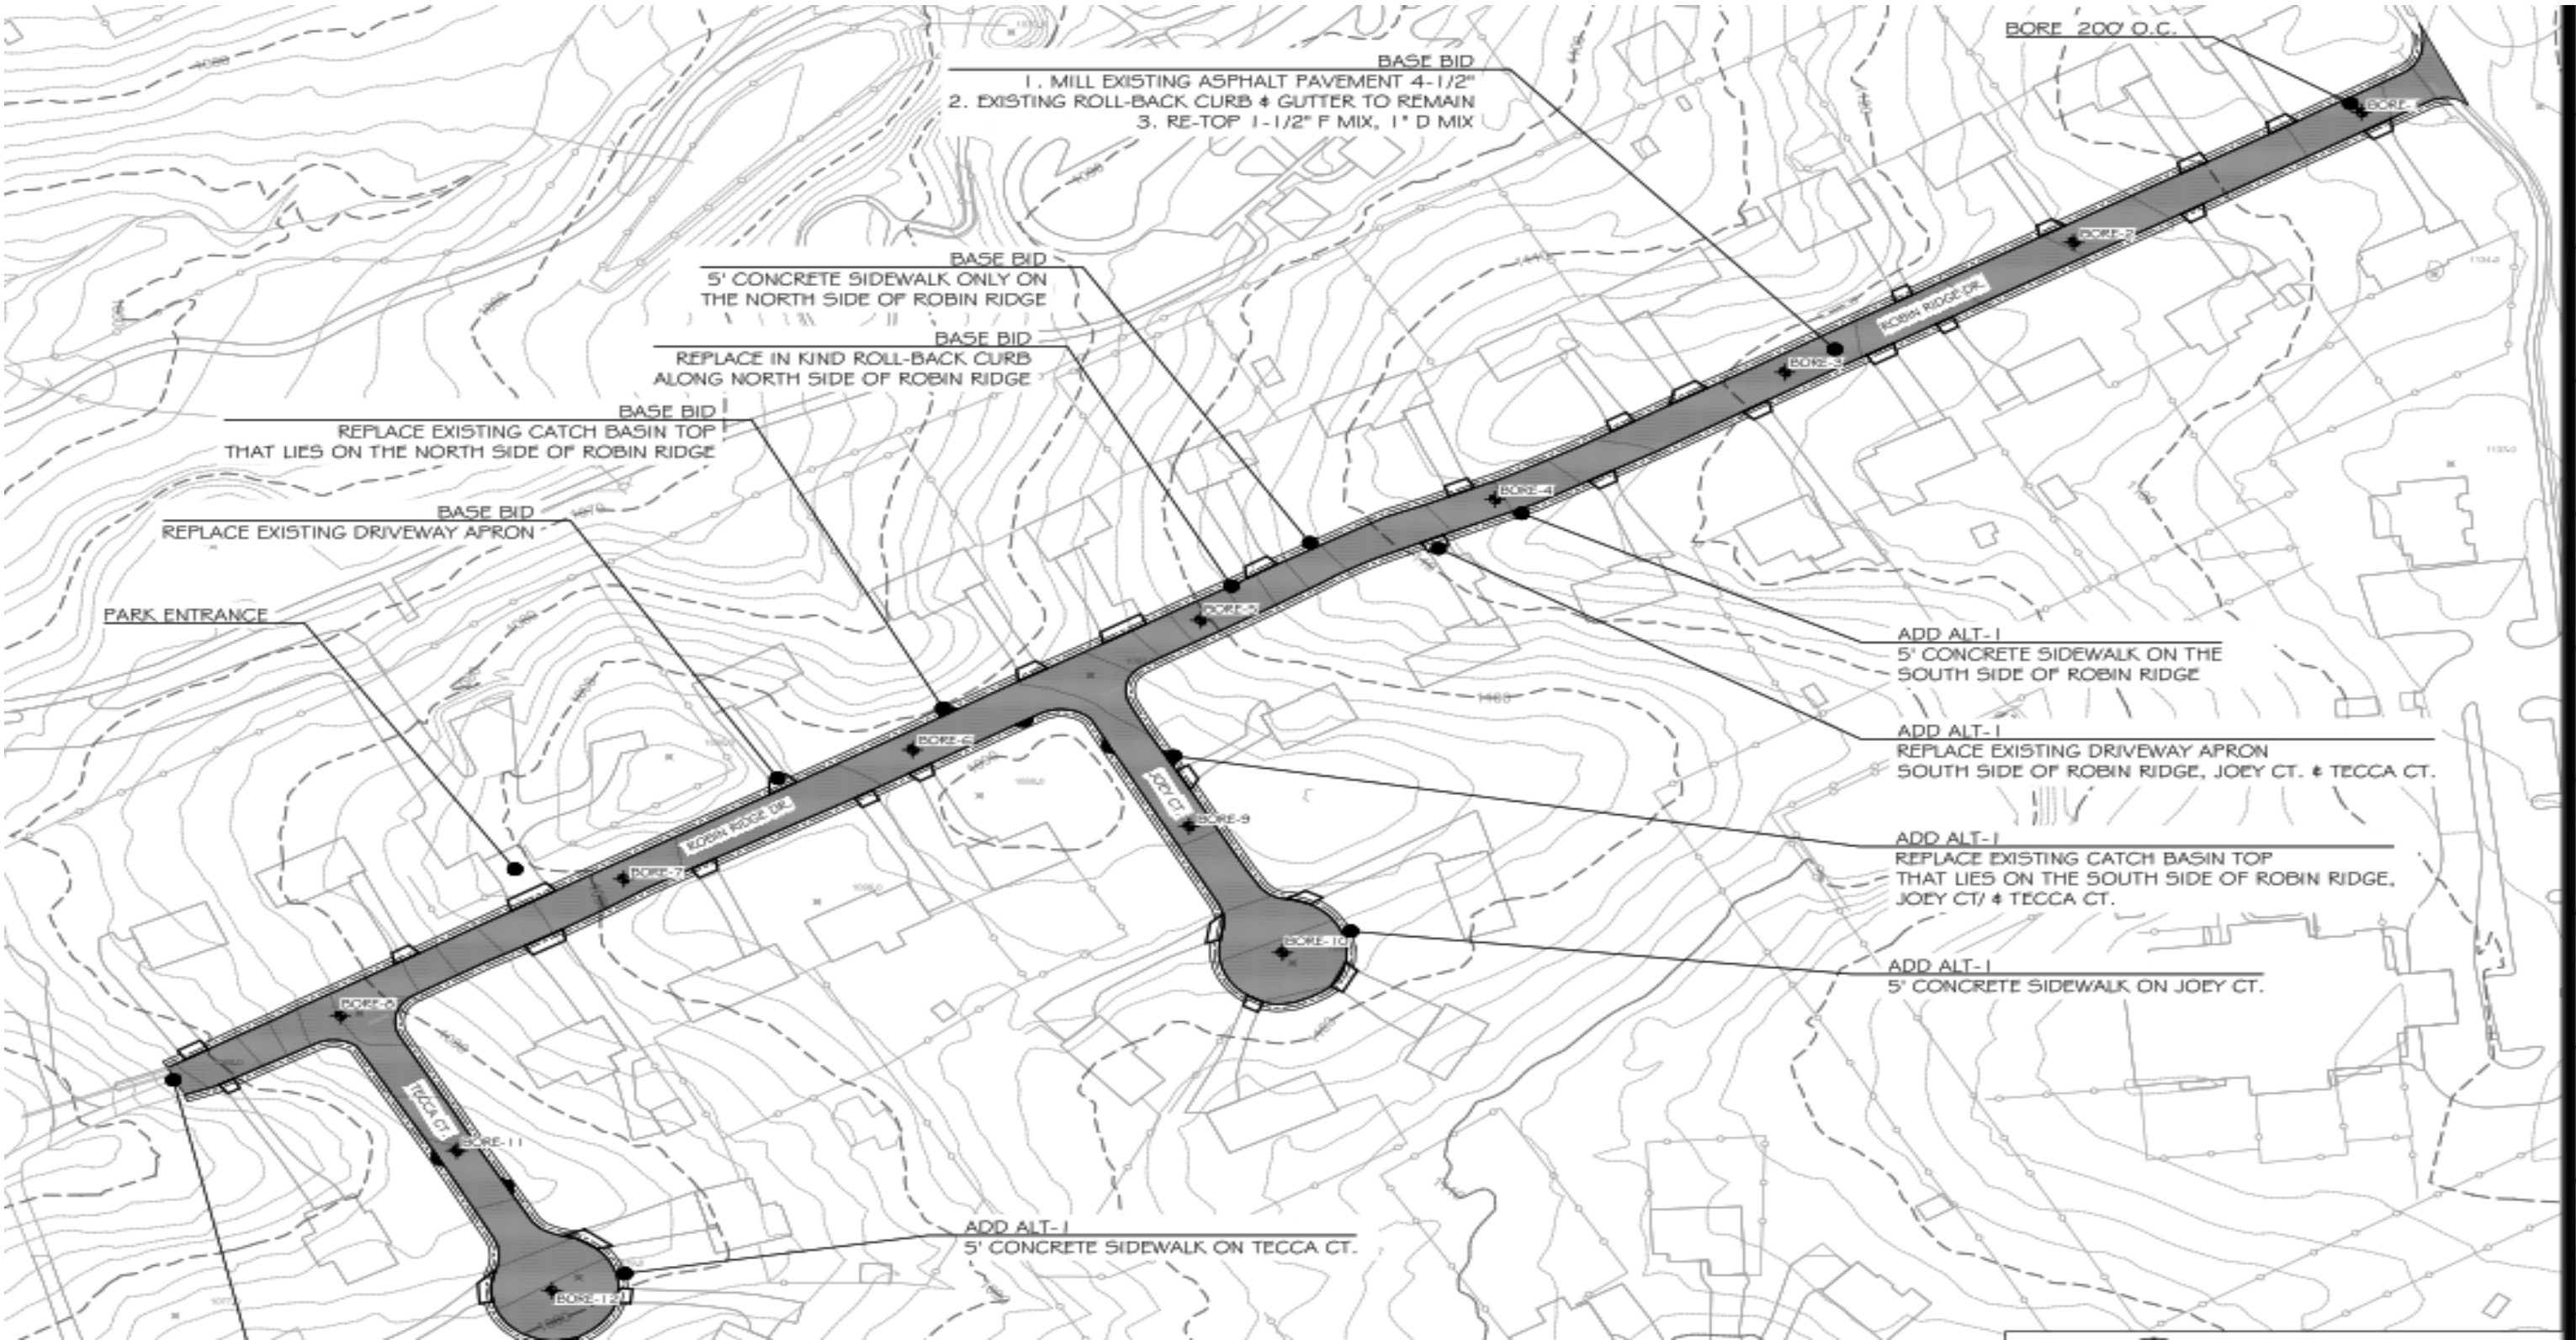 BORE 200' O.C.
BASE BID
1. MILL EXISTING ASPHALT PAVEMENT 4-1/2"
2. EXISTING ROLL-BACK CURB & GUTTER TO REMAIN
3. RE-TOP 1-1/2" F MIX, 1" D MIX
BASE BID
5' CONCRETE SIDEWALK ONLY ON
THE NORTH SIDE OF ROBIN RIDGE
BASE BID
REPLACE IN KIND ROLL-BACK CURB
ALONG NORTH SIDE OF ROBIN RIDGE
BASE BID
REPLACE EXISTING CATCH BASIN TOP
THAT LIES ON THE NORTH SIDE OF ROBIN RIDGE
BASE BID
REPLACE EXISTING DRIVEWAY APRON
PARK ENTRANCE
BORE-
BORE-2
ROBIN RIDGE DR.
BORE-3
BORE-4
BORE-5
BORE-6
ROBIN RIDGE DR.
BORE-7
BORE-8
JOEY CT.
BORE-9
BORE-10
TECCA CT.
BORE-11
BORE-12
ADD ALT-1
5' CONCRETE SIDEWALK ON THE
SOUTH SIDE OF ROBIN RIDGE
ADD ALT-1
REPLACE EXISTING DRIVEWAY APRON
SOUTH SIDE OF ROBIN RIDGE, JOEY CT. & TECCA CT.
ADD ALT-1
REPLACE EXISTING CATCH BASIN TOP
THAT LIES ON THE SOUTH SIDE OF ROBIN RIDGE,
JOEY CT/ & TECCA CT.
ADD ALT-1
5' CONCRETE SIDEWALK ON JOEY CT.
ADD ALT-1
5' CONCRETE SIDEWALK ON TECCA CT.